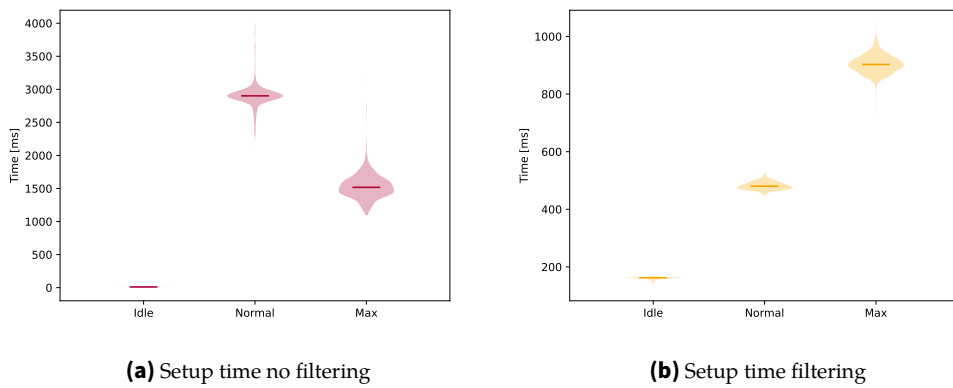 4000
3500
3000
2500
2000
1500
1000
500
0
Time [ms]
Idle Normal Max
(a) Setup time no filtering
1000
800
600
400
200
Time [ms]
Idle Normal Max
(b) Setup time filtering